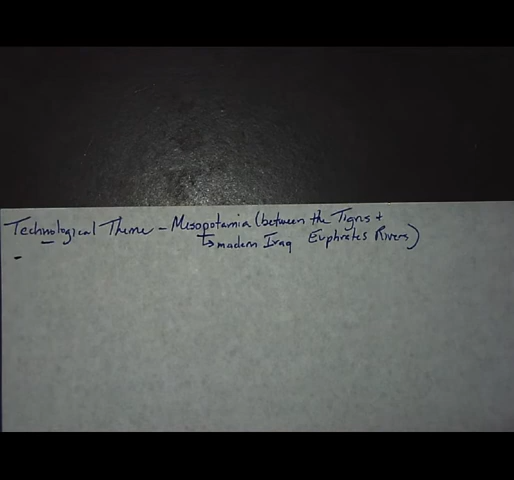 Technological Theme - Mesopotamia (between the Tigris +
↳ modern Iraq Euphrates Rivers)
-